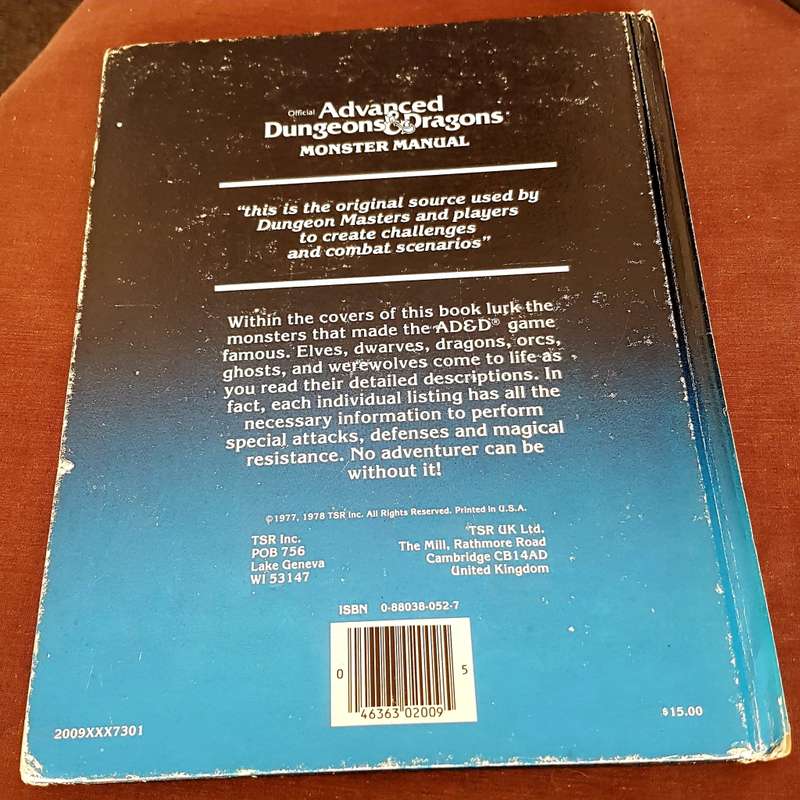 Official Advanced
Dungeons & Dragons®
MONSTER MANUAL
"this is the original source used by
Dungeon Masters and players
to create challenges
and combat scenarios"
Within the covers of this book lurk the
monsters that made the AD&D® game
famous. Elves, dwarves, dragons, orcs,
ghosts, and werewolves come to life as
you read their detailed descriptions. In
fact, each individual listing has all the
necessary information to perform
special attacks, defenses and magical
resistance. No adventurer can be
without it!
©1977, 1978 TSR Inc. All Rights Reserved. Printed in U.S.A.
TSR Inc.
POB 756
Lake Geneva
WI 53147
TSR UK Ltd.
The Mill, Rathmore Road
Cambridge CB14AD
United Kingdom
ISBN 0-88038-052-7
0 46363 02009 5
2009XXX7301
$15.00